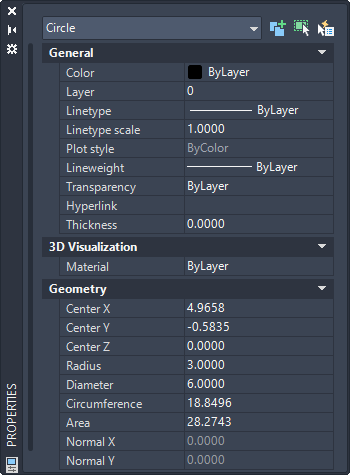 Circle
General
Color ByLayer
Layer 0
Linetype ByLayer
Linetype scale 1.0000
Plot style ByColor
Lineweight ByLayer
Transparency ByLayer
Hyperlink
Thickness 0.0000
3D Visualization
Material ByLayer
Geometry
Center X 4.9658
Center Y -0.5835
Center Z 0.0000
Radius 3.0000
Diameter 6.0000
Circumference 18.8496
Area 28.2743
Normal X 0.0000
Normal Y 0.0000
PROPERTIES